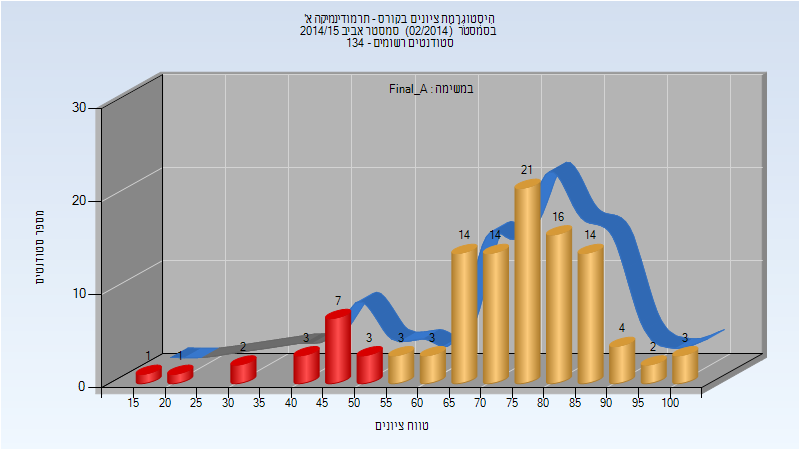 היסטוגרמת ציונים בקורס - תרמודינמיקה א'
בסמסטר (02/2014) סמסטר אביב 2014/15
סטודנטים רשומים - 134
במשימה : Final_A
מספר סטודנטים
30
20
10
0
1
1
2
3
7
3
3
3
14
14
21
16
14
4
2
3
15 20 25 30 35 40 45 50 55 60 65 70 75 80 85 90 95 100
טווח ציונים